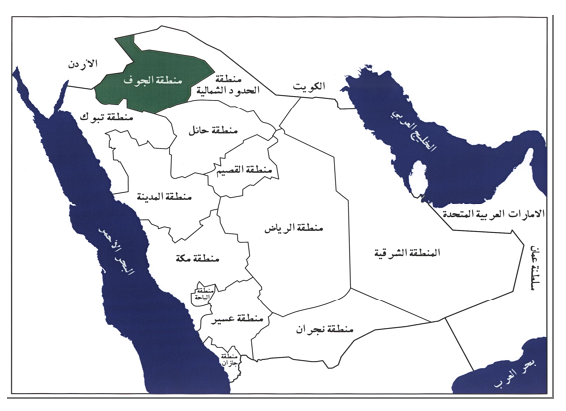 الاردن
منطقة الجوف
منطقة
الحدود الشمالية
الكويت
منطقة تبوك
منطقة حائل
الخليج العربي
منطقة القصيم
منطقة المدينة
الامارات العربية المتحدة
منطقة الرياض
المنطقة الشرقية
سلطنة عمان
البحر الاحمر
منطقة مكة
منطقة
الباحة
منطقة عسير
منطقة نجران
منطقة
جازان
بحر العرب